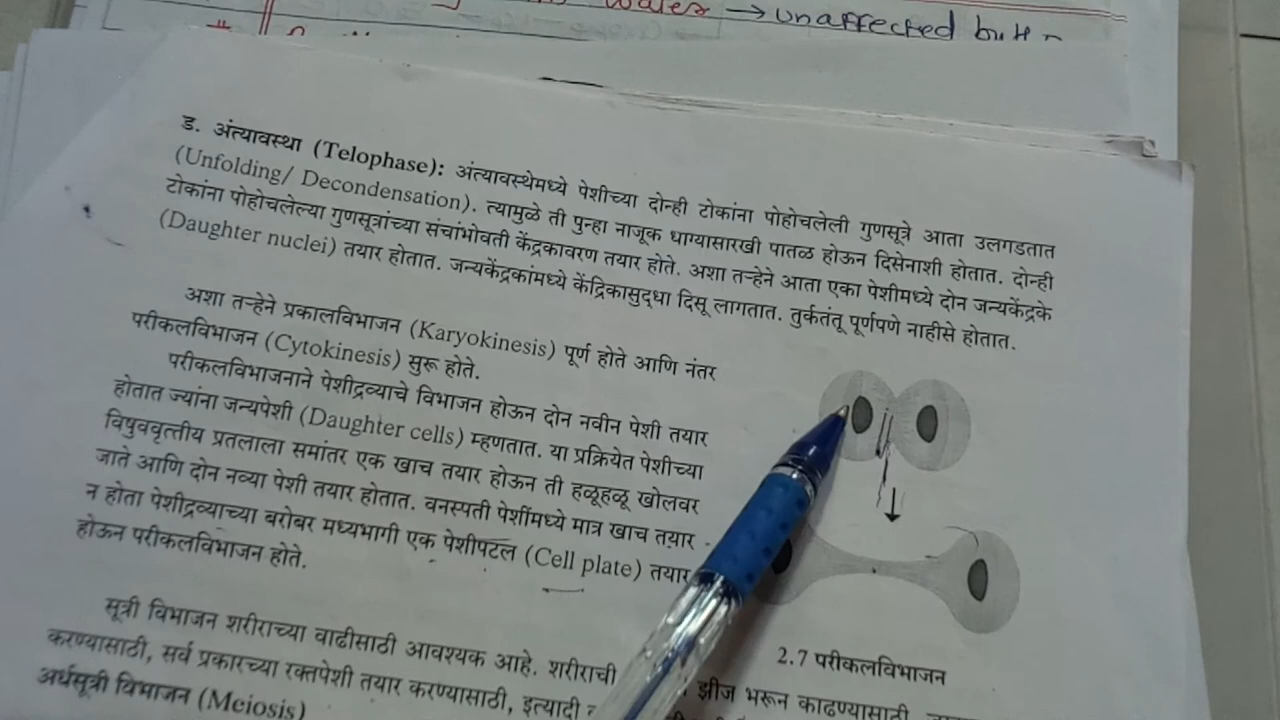 water → unaffected by
ड. अंत्यावस्था (Telophase): अंत्यावस्थेमध्ये पेशीच्या दोन्ही टोकांना पोहोचलेली गुणसूत्रे आता उलगडतात
(Unfolding/ Decondensation). त्यामुळे ती पुन्हा नाजूक धाग्यासारखी पातळ होऊन दिसेनाशी होतात. दोन्ही
टोकांना पोहोचलेल्या गुणसूत्रांच्या संचांभोवती केंद्रकावरण तयार होते. अशा तऱ्हेने आता एका पेशीमध्ये दोन जन्यकेंद्रके
(Daughter nuclei) तयार होतात. जन्यकेंद्रकांमध्ये केंद्रिकासुद्धा दिसू लागतात. तुर्कतंतू पूर्णपणे नाहीसे होतात.
अशा तऱ्हेने प्रकालविभाजन (Karyokinesis) पूर्ण होते आणि नंतर
परीकलविभाजन (Cytokinesis) सुरू होते.
परीकलविभाजनाने पेशीद्रव्याचे विभाजन होऊन दोन नवीन पेशी तयार
होतात ज्यांना जन्यपेशी (Daughter cells) म्हणतात. या प्रक्रियेत पेशीच्या
विषुववृत्तीय प्रतलाला समांतर एक खाच तयार होऊन ती हळूहळू खोलवर
जाते आणि दोन नव्या पेशी तयार होतात. वनस्पती पेशींमध्ये मात्र खाच तयार
न होता पेशीद्रव्याच्या बरोबर मध्यभागी एक पेशीपटल (Cell plate) तयार
होऊन परीकलविभाजन होते.
2.7 परीकलविभाजन
सूत्री विभाजन शरीराच्या वाढीसाठी आवश्यक आहे. शरीराची झीज भरून काढण्यासाठी,
करण्यासाठी, सर्व प्रकारच्या रक्तपेशी तयार करण्यासाठी, इत्यादी
अर्धसूत्री विभाजन (Meiosis)